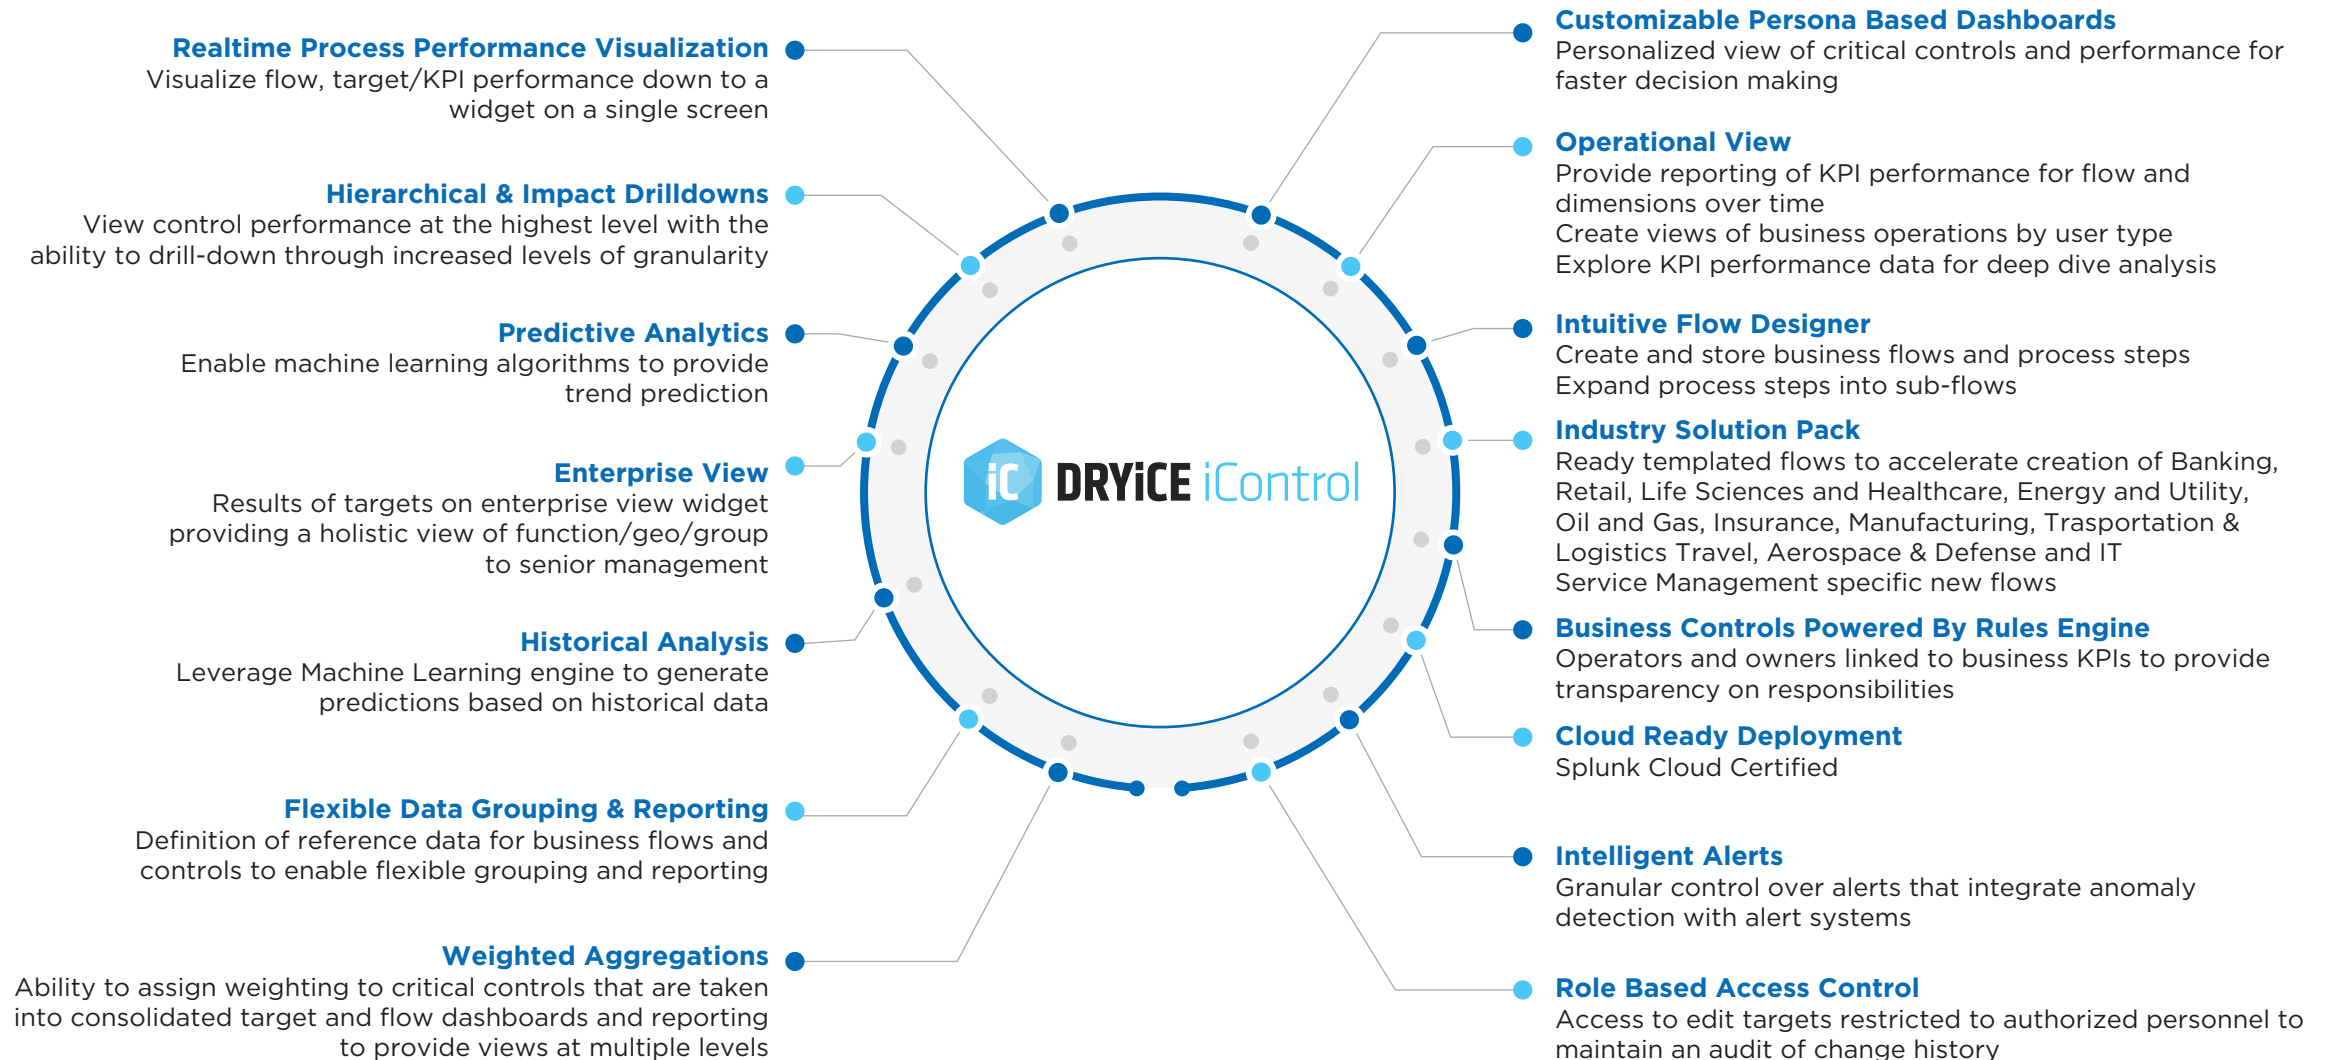 Realtime Process Performance Visualization
Visualize flow, target/KPI performance down to a
widget on a single screen
Hierarchical & Impact Drilldowns
View control performance at the highest level with the
ability to drill-down through increased levels of granularity
Predictive Analytics
Enable machine learning algorithms to provide
trend prediction
Enterprise View
Results of targets on enterprise view widget
providing a holistic view of function/geo/group
to senior management
Historical Analysis
Leverage Machine Learning engine to generate
predictions based on historical data
Flexible Data Grouping & Reporting
Definition of reference data for business flows and
controls to enable flexible grouping and reporting
Weighted Aggregations
Ability to assign weighting to critical controls that are taken
into consolidated target and flow dashboards and reporting
to provide views at multiple levels
iC DRYiCE iControl
Customizable Persona Based Dashboards
Personalized view of critical controls and performance for
faster decision making
Operational View
Provide reporting of KPI performance for flow and
dimensions over time
Create views of business operations by user type
Explore KPI performance data for deep dive analysis
Intuitive Flow Designer
Create and store business flows and process steps
Expand process steps into sub-flows
Industry Solution Pack
Ready templated flows to accelerate creation of Banking,
Retail, Life Sciences and Healthcare, Energy and Utility,
Oil and Gas, Insurance, Manufacturing, Trasportation &
Logistics Travel, Aerospace & Defense and IT
Service Management specific new flows
Business Controls Powered By Rules Engine
Operators and owners linked to business KPIs to provide
transparency on responsibilities
Cloud Ready Deployment
Splunk Cloud Certified
Intelligent Alerts
Granular control over alerts that integrate anomaly
detection with alert systems
Role Based Access Control
Access to edit targets restricted to authorized personnel to
maintain an audit of change history